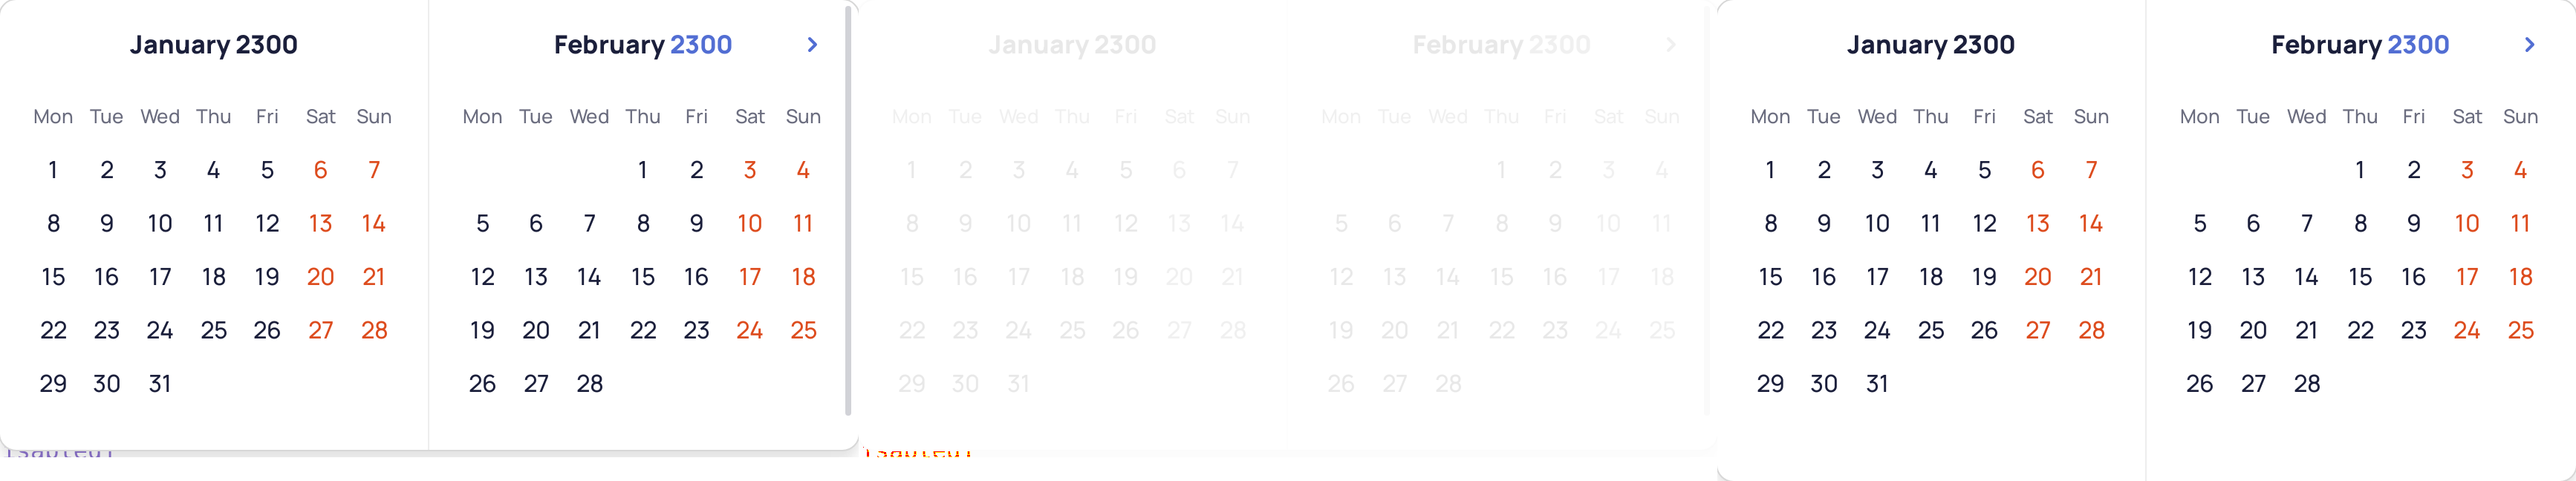 January 2300
February 2300
Mon Tue Wed Thu Fri Sat Sun
Mon Tue Wed Thu Fri Sat Sun
1 2 3 4 5 6 7
1 2 3 4
8 9 10 11 12 13 14
5 6 7 8 9 10 11
15 16 17 18 19 20 21
12 13 14 15 16 17 18
22 23 24 25 26 27 28
19 20 21 22 23 24 25
29 30 31
26 27 28
January 2300
February 2300
Mon Tue Wed Thu Fri Sat Sun
Mon Tue Wed Thu Fri Sat Sun
1 2 3 4 5 6 7
1 2 3 4
8 9 10 11 12 13 14
5 6 7 8 9 10 11
15 16 17 18 19 20 21
12 13 14 15 16 17 18
22 23 24 25 26 27 28
19 20 21 22 23 24 25
29 30 31
26 27 28
January 2300
February 2300
Mon Tue Wed Thu Fri Sat Sun
Mon Tue Wed Thu Fri Sat Sun
1 2 3 4 5 6 7
1 2 3 4
8 9 10 11 12 13 14
5 6 7 8 9 10 11
15 16 17 18 19 20 21
12 13 14 15 16 17 18
22 23 24 25 26 27 28
19 20 21 22 23 24 25
29 30 31
26 27 28